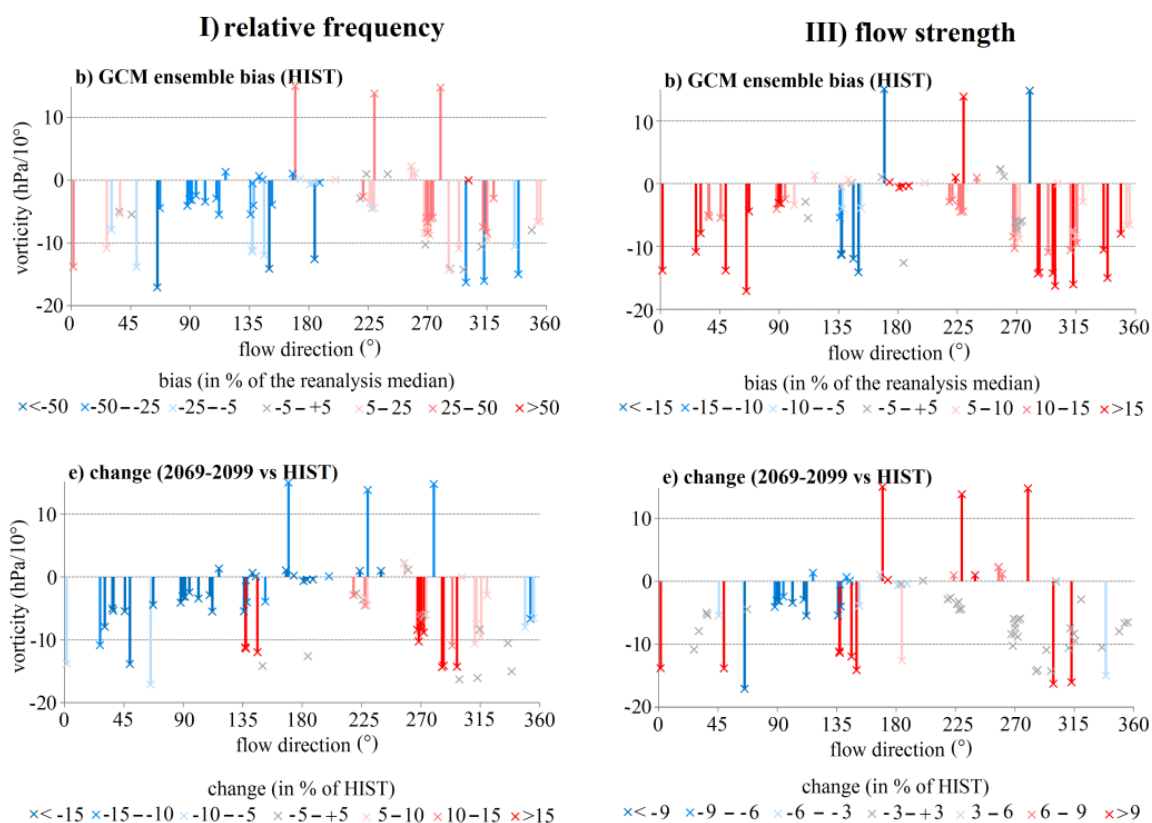 I) relative frequency
III) flow strength
b) GCM ensemble bias (HIST)
vorticity (hPa/10°)
10
0
-10
-20
0 45 90 135 180 225 270 315 360
flow direction (°)
bias (in % of the reanalysis median)
×<-50 ×-50--25 ×-25--5 ×-5-+5 ×5-25 ×25-50 ×>50
b) GCM ensemble bias (HIST)
10
0
-10
-20
0 45 90 135 180 225 270 315 360
flow direction (°)
bias (in % of the reanalysis median)
×< -15 ×-15--10 ×-10--5 ×-5-+5 ×5-10 ×10-15 ×>15
e) change (2069-2099 vs HIST)
vorticity (hPa/10°)
10
0
-10
-20
0 45 90 135 180 225 270 315 360
flow direction (°)
change (in % of HIST)
×< -15 ×-15--10 ×-10--5 ×-5-+5 ×5-10 ×10-15 ×>15
e) change (2069-2099 vs HIST)
10
0
-10
-20
0 45 90 135 180 225 270 315 360
flow direction (°)
change (in % of HIST)
×< -9 ×-9--6 ×-6--3 ×-3-+3 ×3-6 ×6-9 ×>9